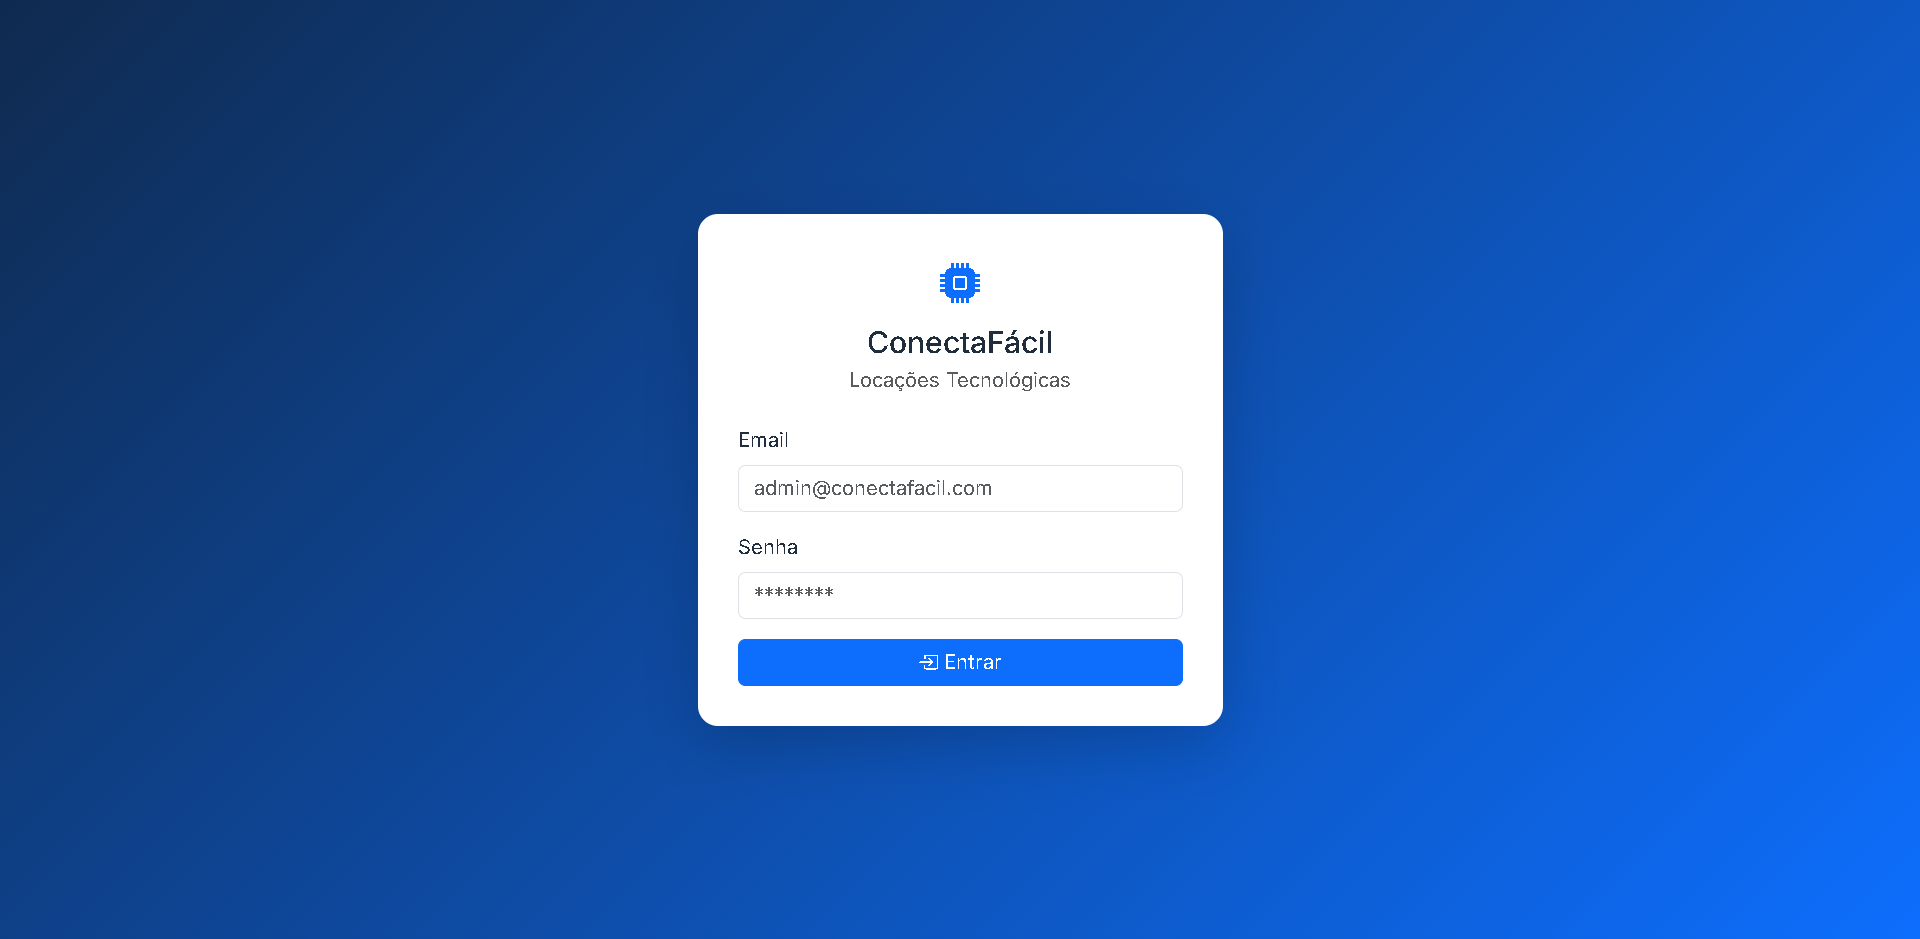 ConectaFácil
Locações Tecnológicas
Email
admin@conectafacil.com
Senha
********
Entrar